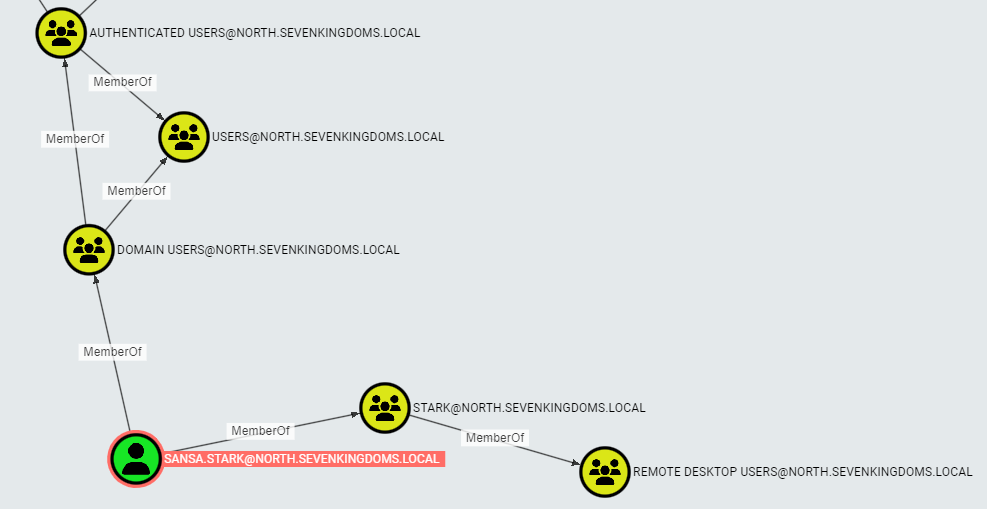 AUTHENTICATED USERS@NORTH.SEVENKINGDOMS.LOCAL
MemberOf
USERS@NORTH.SEVENKINGDOMS.LOCAL
MemberOf
MemberOf
DOMAIN USERS@NORTH.SEVENKINGDOMS.LOCAL
MemberOf
STARK@NORTH.SEVENKINGDOMS.LOCAL
MemberOf
MemberOf
SANSA.STARK@NORTH.SEVENKINGDOMS.LOCAL
REMOTE DESKTOP USERS@NORTH.SEVENKINGDOMS.LOCAL